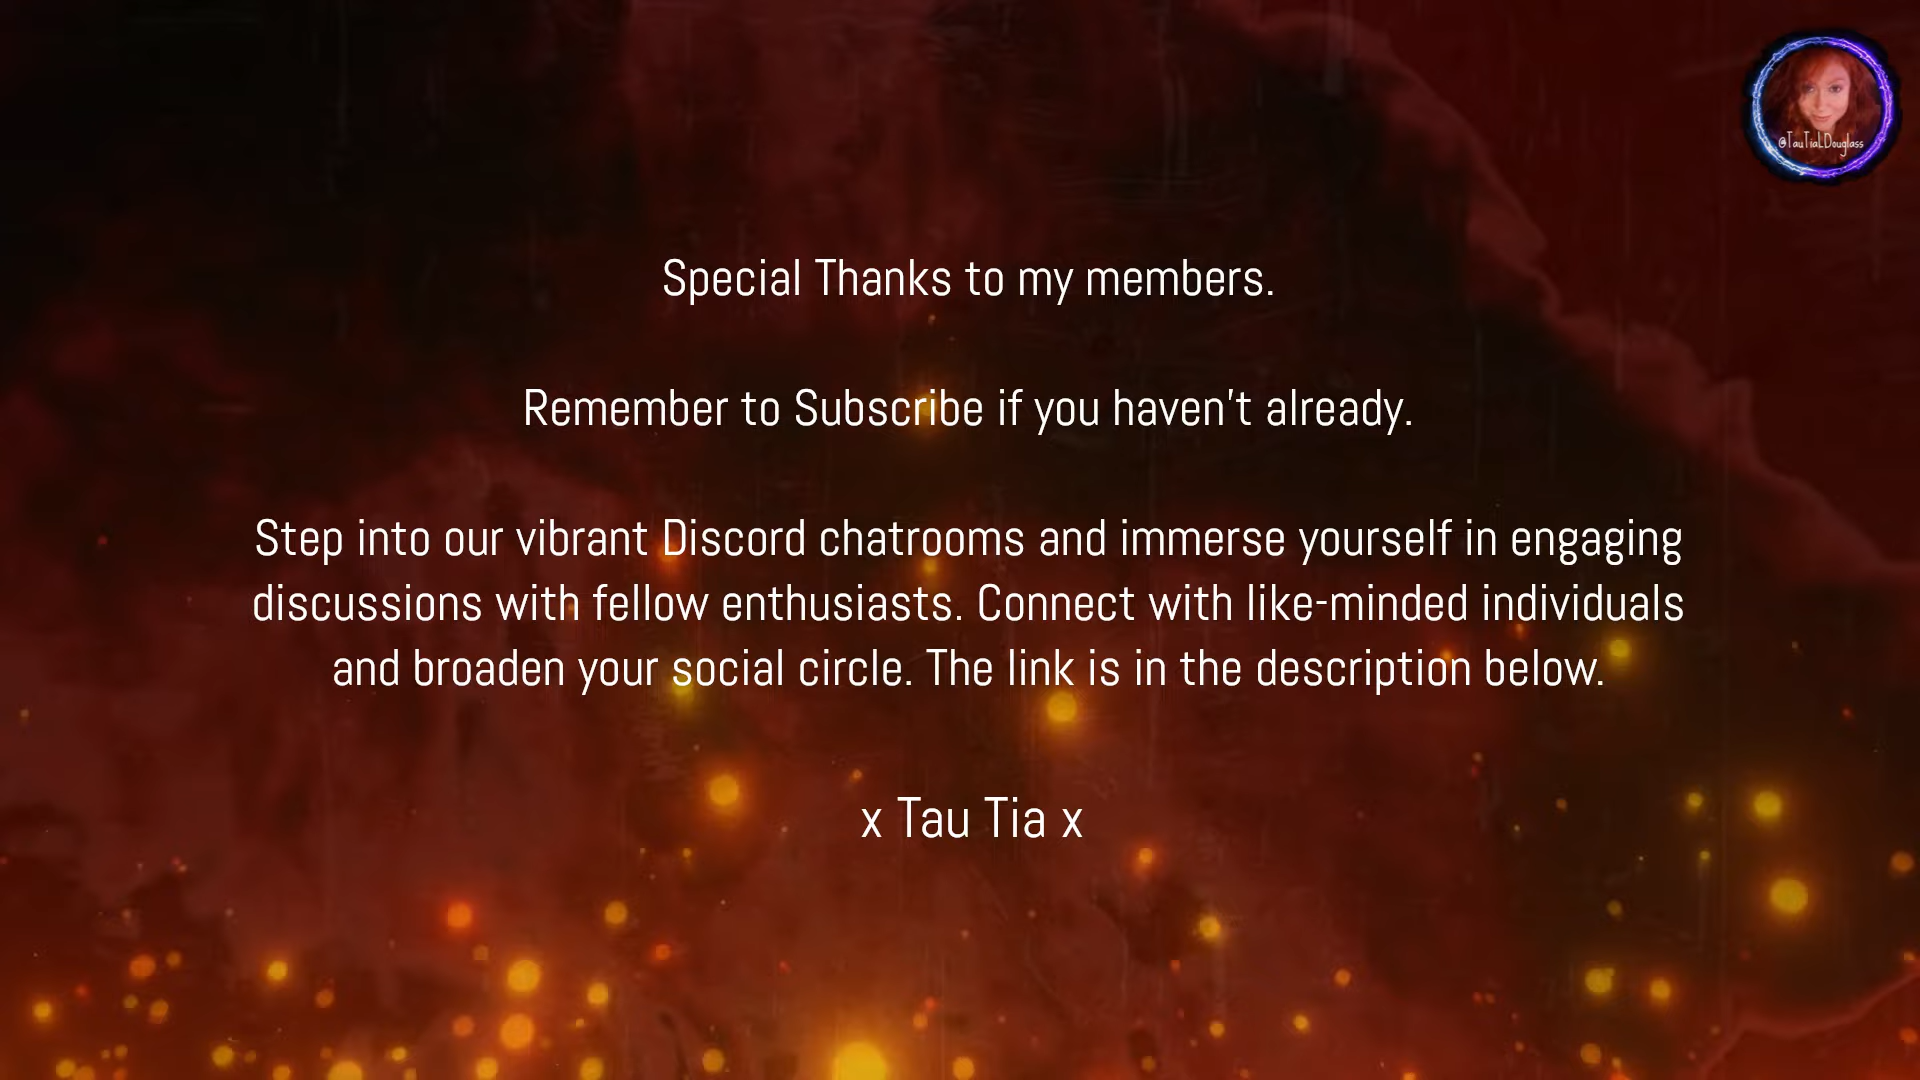 @TauTiaLDouglass
Special Thanks to my members.
Remember to Subscribe if you haven't already.
Step into our vibrant Discord chatrooms and immerse yourself in engaging
discussions with fellow enthusiasts. Connect with like-minded individuals
and broaden your social circle. The link is in the description below.
x Tau Tia x